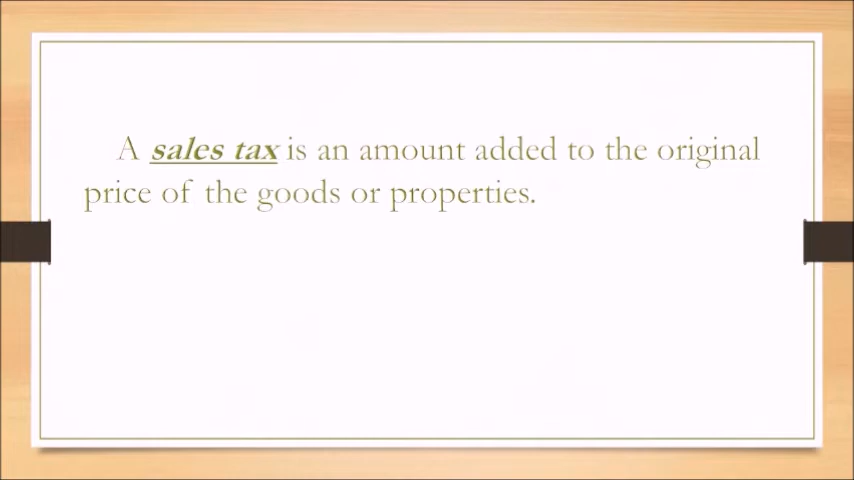 A sales tax is an amount added to the original
price of the goods or properties.